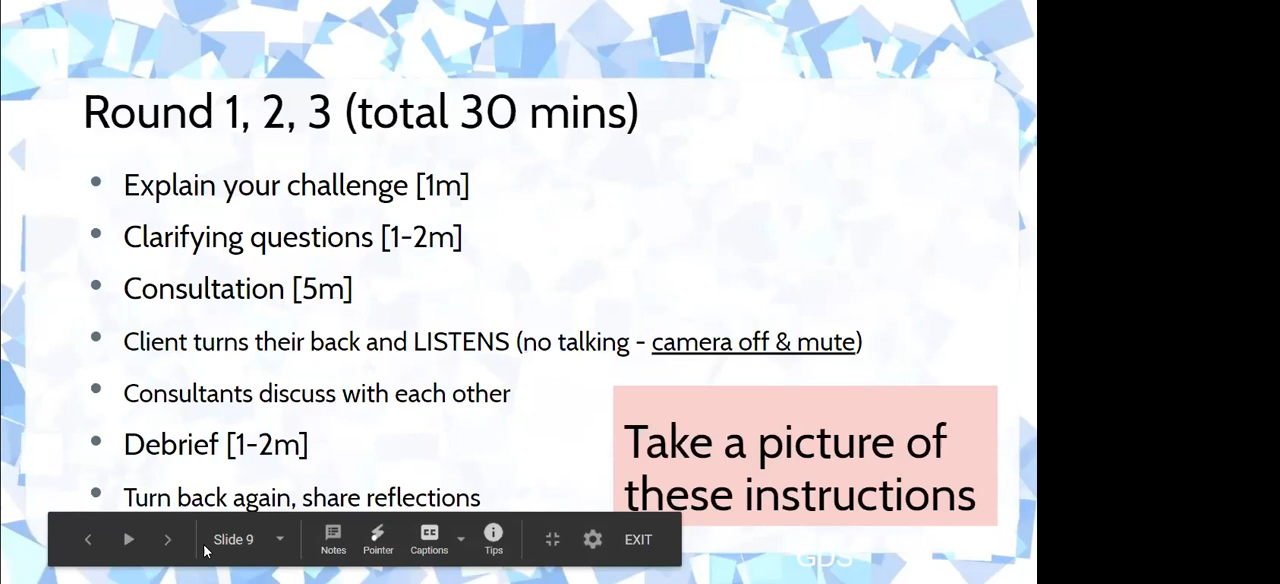 Round 1, 2, 3 (total 30 mins)
Explain your challenge [1m]
Clarifying questions [1-2m]
Consultation [5m]
Client turns their back and LISTENS (no talking - camera off & mute)
Consultants discuss with each other
Debrief [1-2m]
Turn back again, share reflections
Take a picture of
these instructions
Slide 9
Notes
Pointer
CC
Captions
Tips
EXIT
GDS